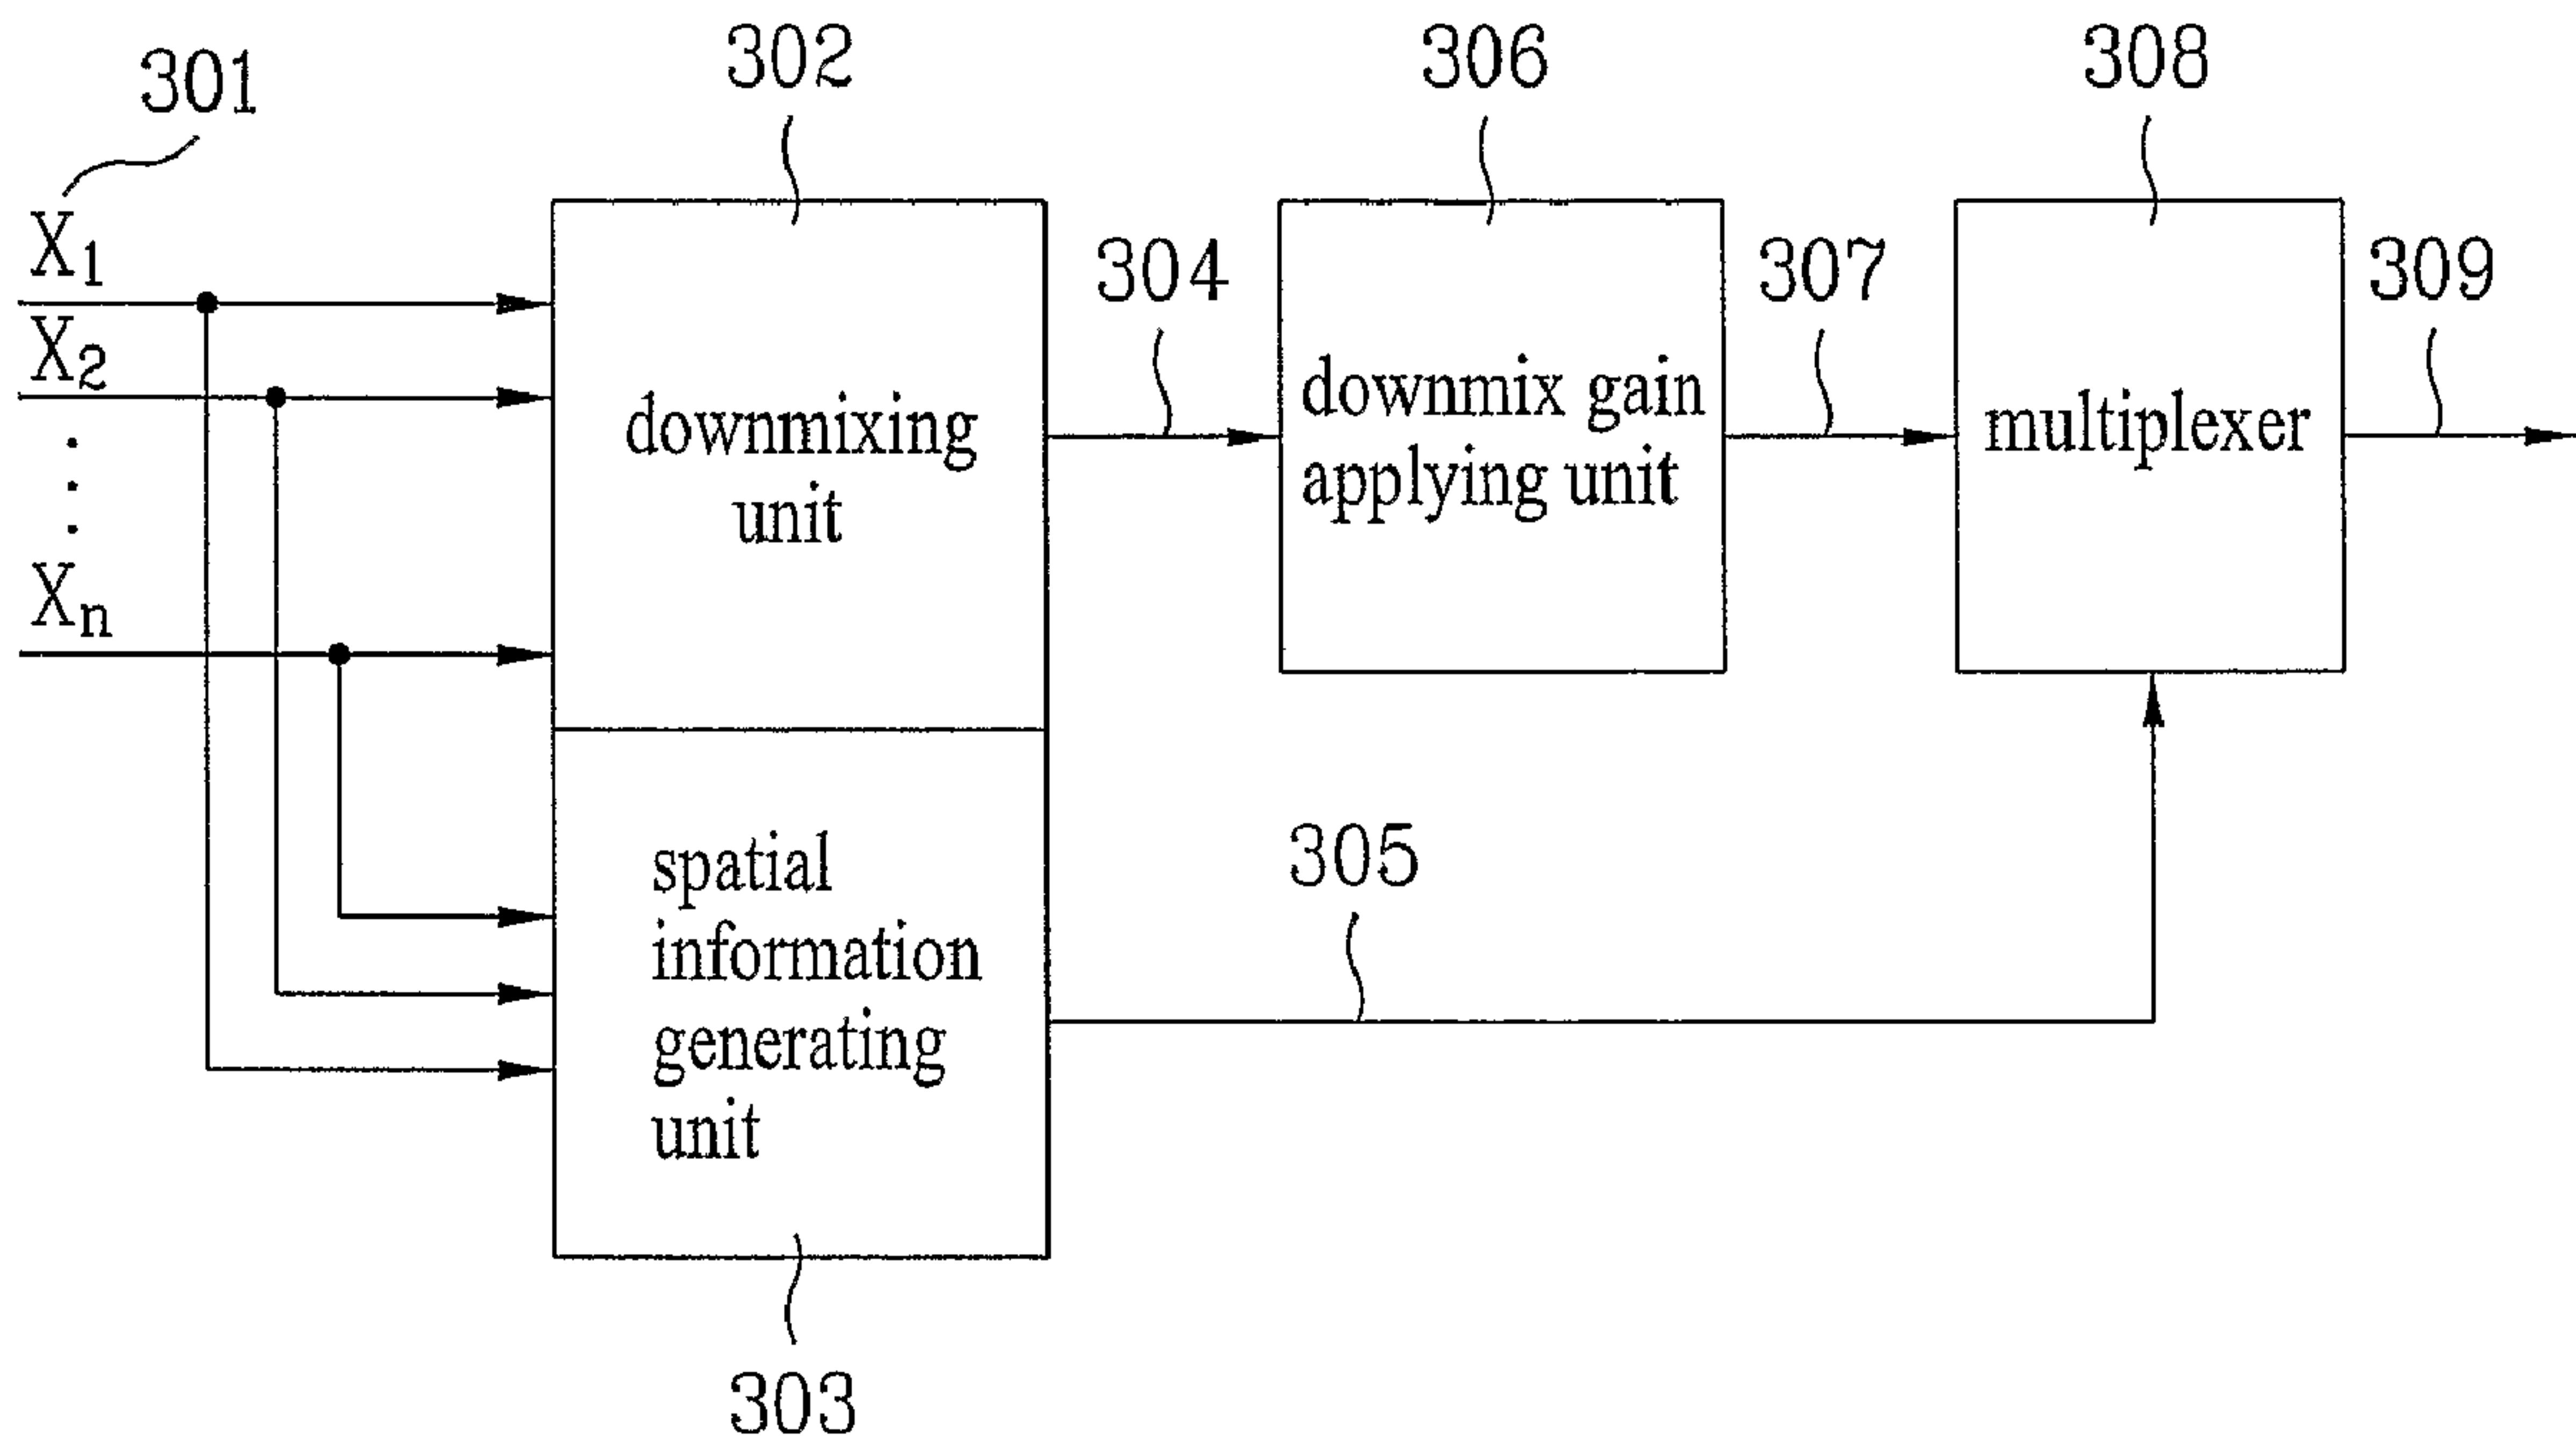 301
302
306
308
X1
304
307
309
X2
Xn
downmixing
unit
downmix gain
applying unit
multiplexer
305
spatial
information
generating
unit
303